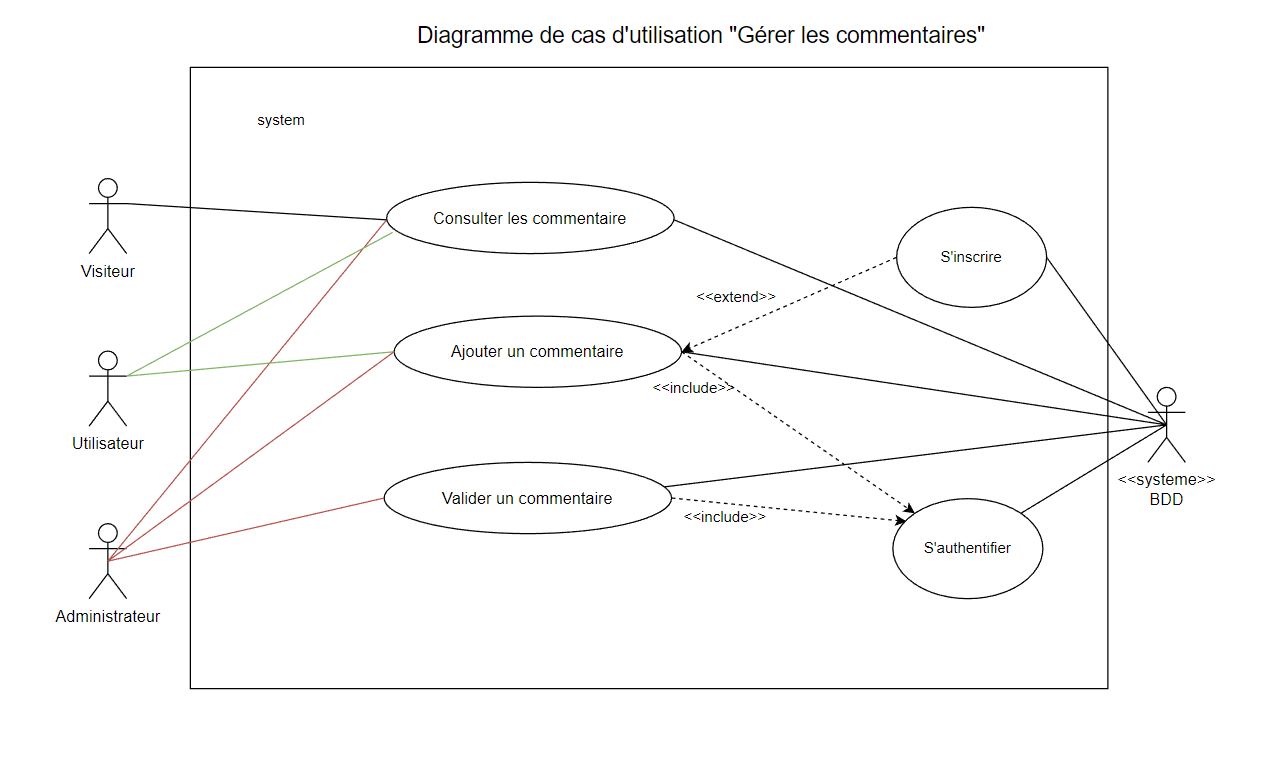 Diagramme de cas d'utilisation "Gérer les commentaires"
system
Visiteur
Consulter les commentaire
S'inscrire
<<extend>>
Ajouter un commentaire
<<include>>
Utilisateur
Valider un commentaire
<<include>>
<<systeme>>
BDD
S'authentifier
Administrateur